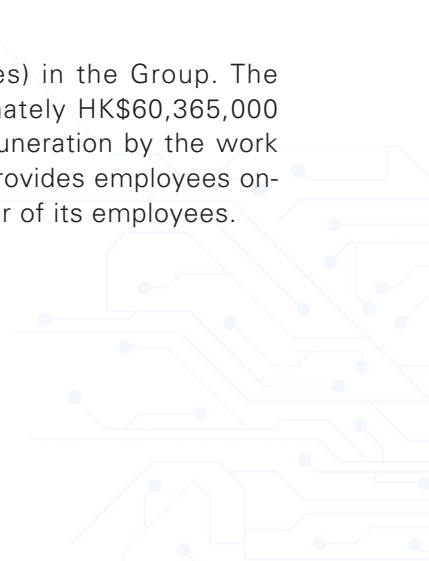 es) in the Group. The
nately HK$60,365,000
uneration by the work
rovides employees on-
r of its employees.